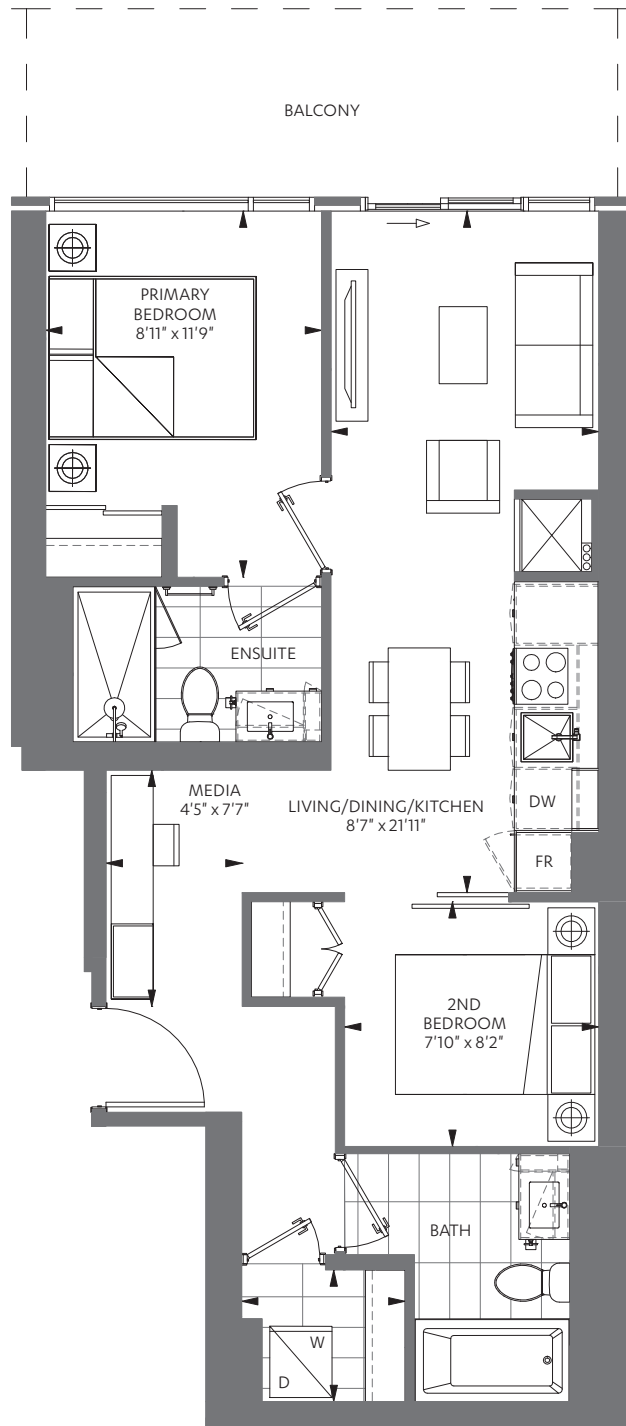 BALCONY
PRIMARY
BEDROOM
8'11" x 11'9"
ENSUITE
MEDIA
4'5" x 7'7"
LIVING/DINING/KITCHEN
8'7" x 21'11"
DW
FR
2ND
BEDROOM
7'10" x 8'2"
BATH
W
D